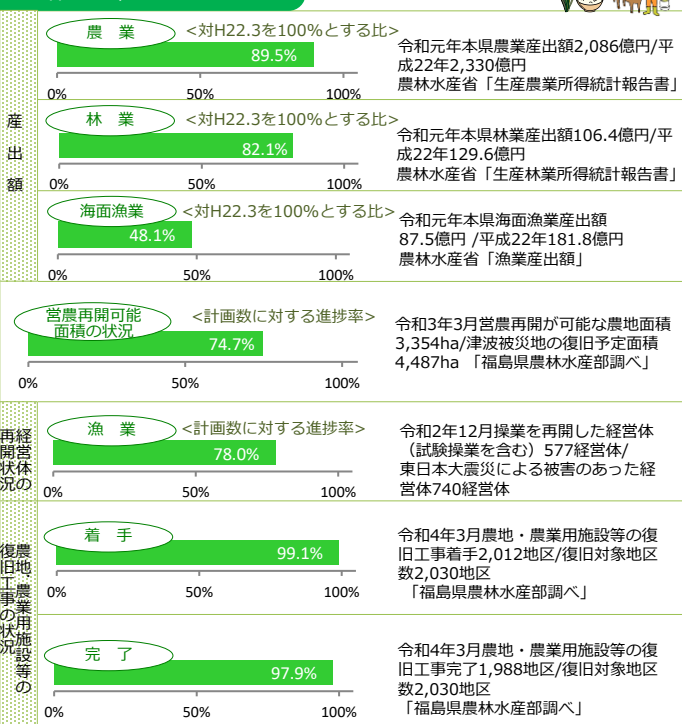 産出額
農　業
<対H22.3を100%とする比>
89.5%
0%
50%
100%
令和元年本県農業産出額2,086億円/平
成22年2,330億円
農林水産省「生産農業所得統計報告書」
林　業
<対H22.3を100%とする比>
82.1%
0%
50%
100%
令和元年本県林業産出額106.4億円/平
成22年129.6億円
農林水産省「生産林業所得統計報告書」
海面漁業
<対H22.3を100%とする比>
48.1%
0%
50%
100%
令和元年本県海面漁業産出額
87.5億円 /平成22年181.8億円
農林水産省「漁業産出額」
営農再開可能
面積の状況
<計画数に対する進捗率>
74.7%
0%
50%
100%
令和3年3月営農再開が可能な農地面積
3,354ha/津波被災地の復旧予定面積
4,487ha 「福島県農林水産部調べ」
経営体の
再開状況
漁　業
<計画数に対する進捗率>
78.0%
0%
50%
100%
令和2年12月操業を再開した経営体
（試験操業を含む）577経営体/
東日本大震災による被害のあった経
営体740経営体
農地、農業用施設等の
復旧工事の状況
着　手
99.1%
0%
50%
100%
令和4年3月農地・農業用施設等の復
旧工事着手2,012地区/復旧対象地区
数2,030地区
「福島県農林水産部調べ」
完　了
97.9%
0%
50%
100%
令和4年3月農地・農業用施設等の復
旧工事完了1,988地区/復旧対象地区
数2,030地区
「福島県農林水産部調べ」